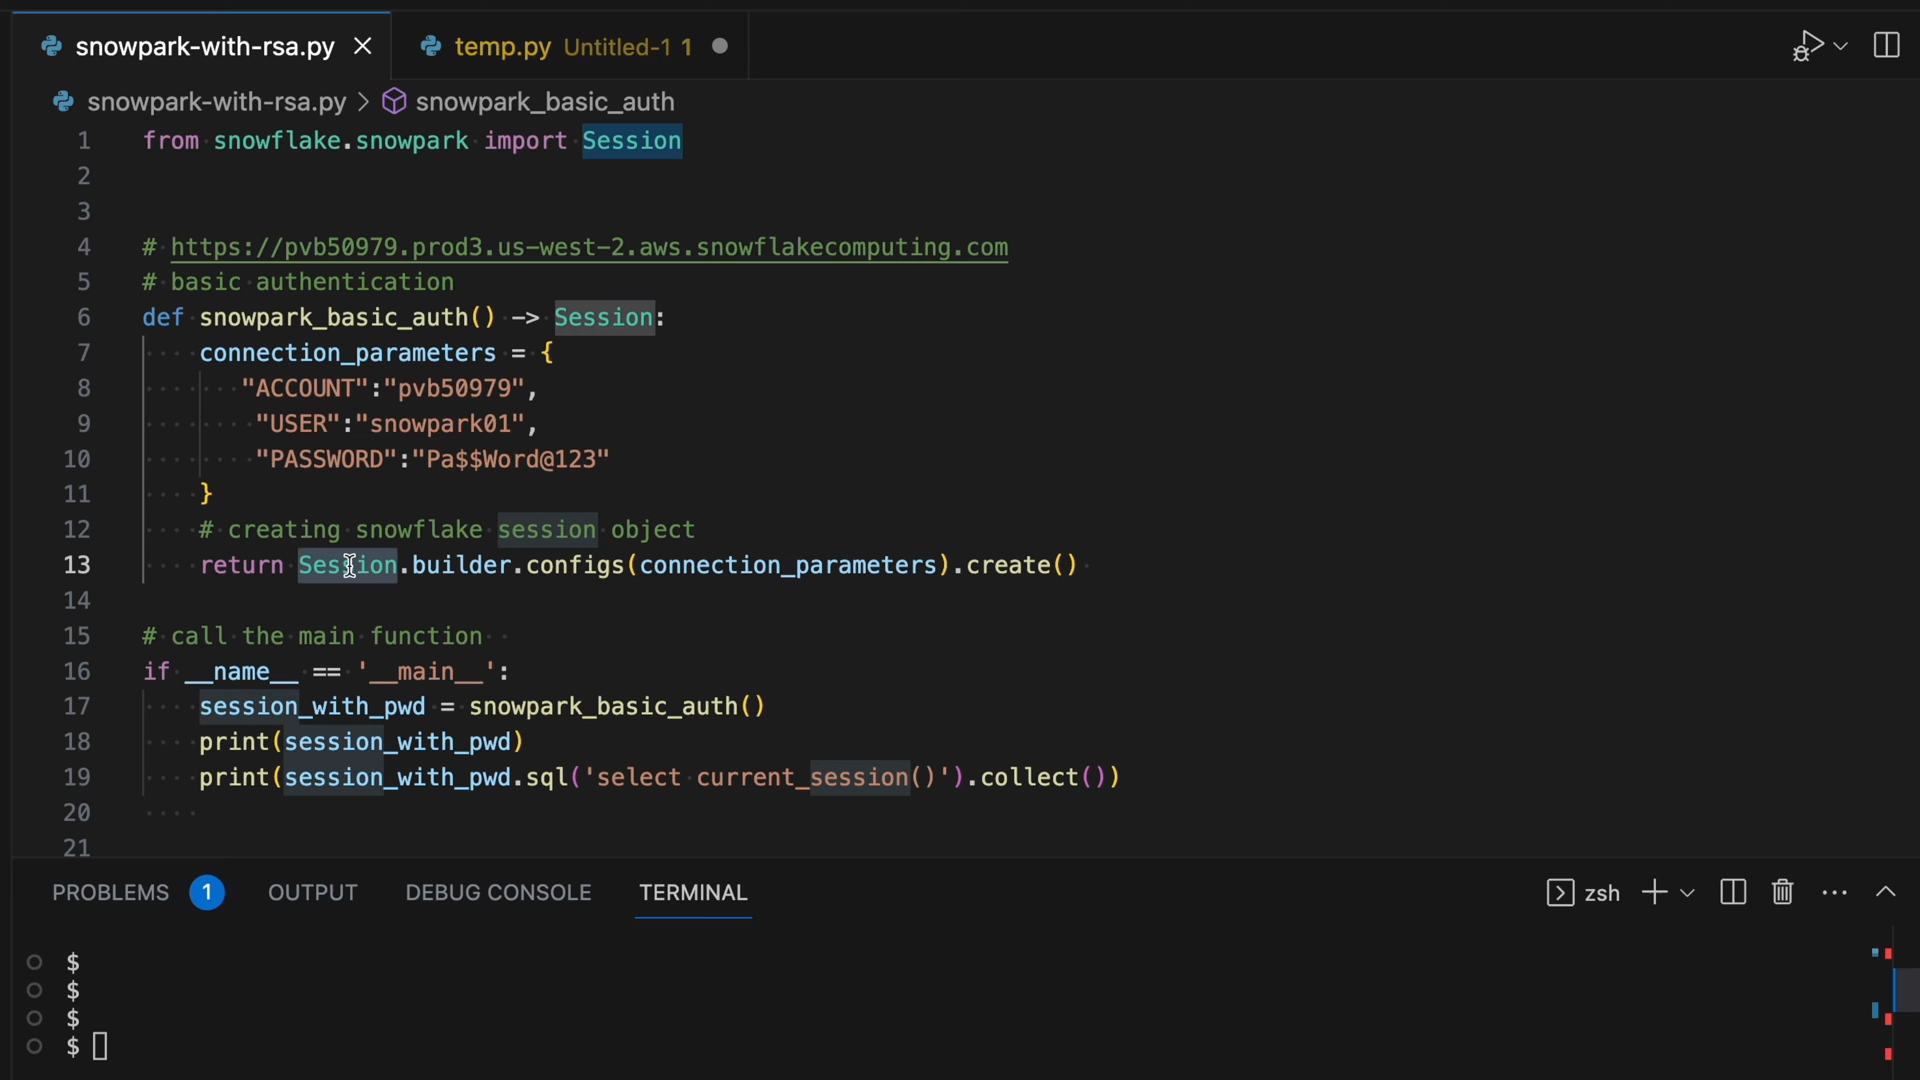 snowpark-with-rsa.py
temp.py Untitled-1 1
snowpark-with-rsa.py > snowpark_basic_auth
1 from snowflake.snowpark import Session
2
3
4 # https://pvb50979.prod3.us-west-2.aws.snowflakecomputing.com
5 # basic authentication
6 def snowpark_basic_auth() -> Session:
7 connection_parameters = {
8 "ACCOUNT":"pvb50979",
9 "USER":"snowpark01",
10 "PASSWORD":"Pa$$Word@123"
11 }
12 # creating snowflake session object
13 return Session.builder.configs(connection_parameters).create()
14
15 # call the main function
16 if __name__ == '__main__':
17 session_with_pwd = snowpark_basic_auth()
18 print(session_with_pwd)
19 print(session_with_pwd.sql('select current_session()').collect())
20
21
PROBLEMS 1 OUTPUT DEBUG CONSOLE TERMINAL zsh
$
$
$
$